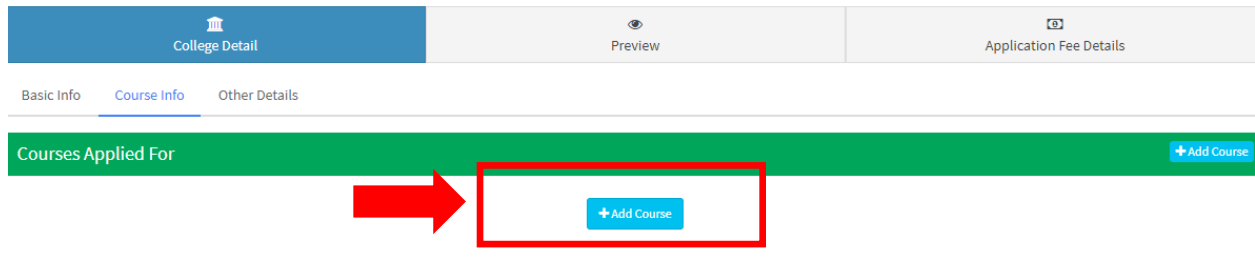 College Detail
Preview
Application Fee Details
Basic Info
Course Info
Other Details
Courses Applied For
+Add Course
+Add Course